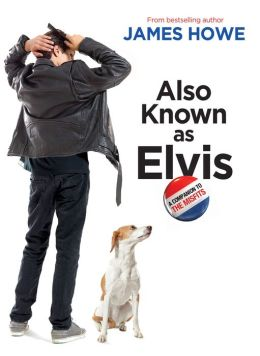 From bestselling author
JAMES HOWE
Also
Known
as
Elvis
A COMPANION TO
THE MISFITS